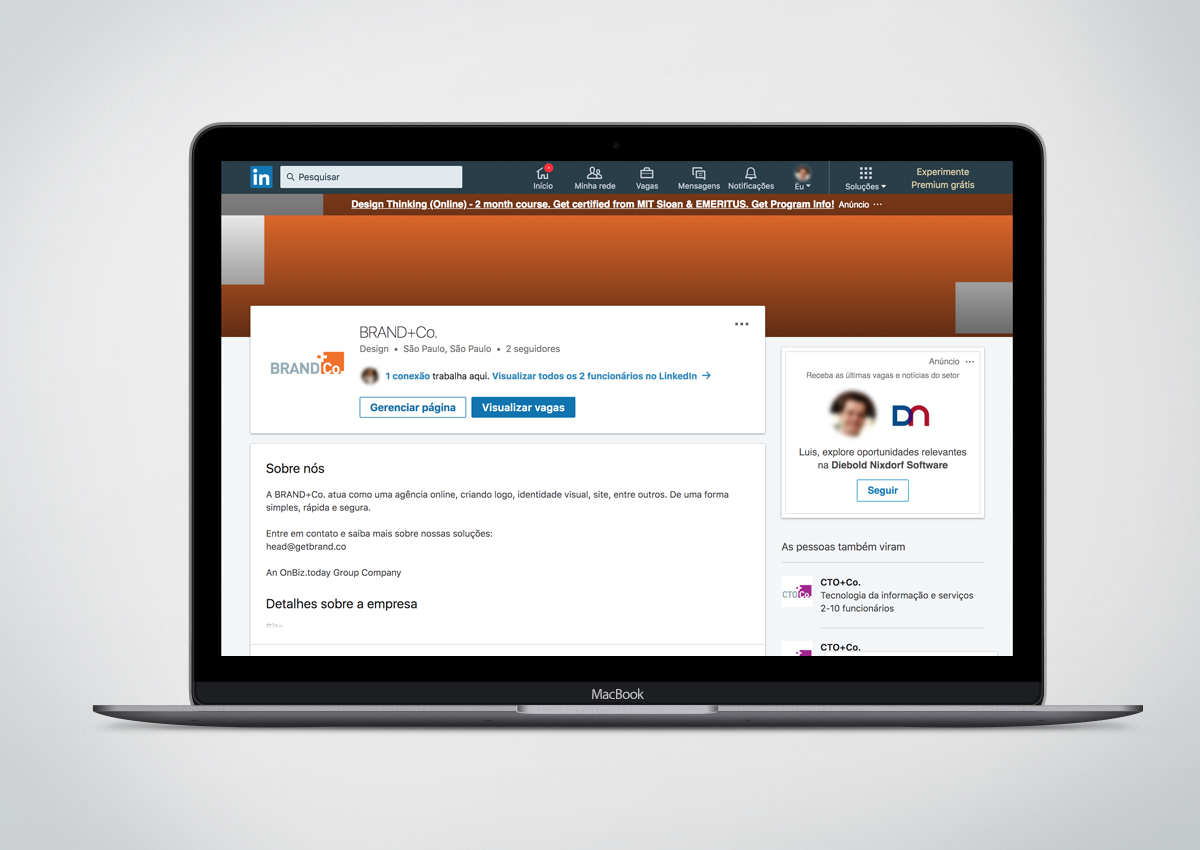 in
Pesquisar
Início
Minha rede
Vagas
Mensagens
Notificações
Eu
Soluções
Experimente
Premium grátis
Design Thinking (Online) - 2 month course. Get certified from MIT Sloan & EMERITUS. Get Program Info! Anúncio ···
BRAND+Co.
Design • São Paulo, São Paulo • 2 seguidores
BRAND+Co.
1 conexão trabalha aqui. Visualizar todos os 2 funcionários no LinkedIn →
Gerenciar página
Visualizar vagas
Sobre nós
A BRAND+Co. atua como uma agência online, criando logo, identidade visual, site, entre outros. De uma forma
simples, rápida e segura.
Entre em contato e saiba mais sobre nossas soluções:
head@getbrand.co
An OnBiz.today Group Company
Detalhes sobre a empresa
Site
Anúncio ···
Receba as últimas vagas e notícias do setor
DN
Luis, explore oportunidades relevantes
na Diebold Nixdorf Software
Seguir
As pessoas também viram
CTO+Co.
CTO+Co.
Tecnologia da informação e serviços
2-10 funcionários
CTO+Co.
MacBook